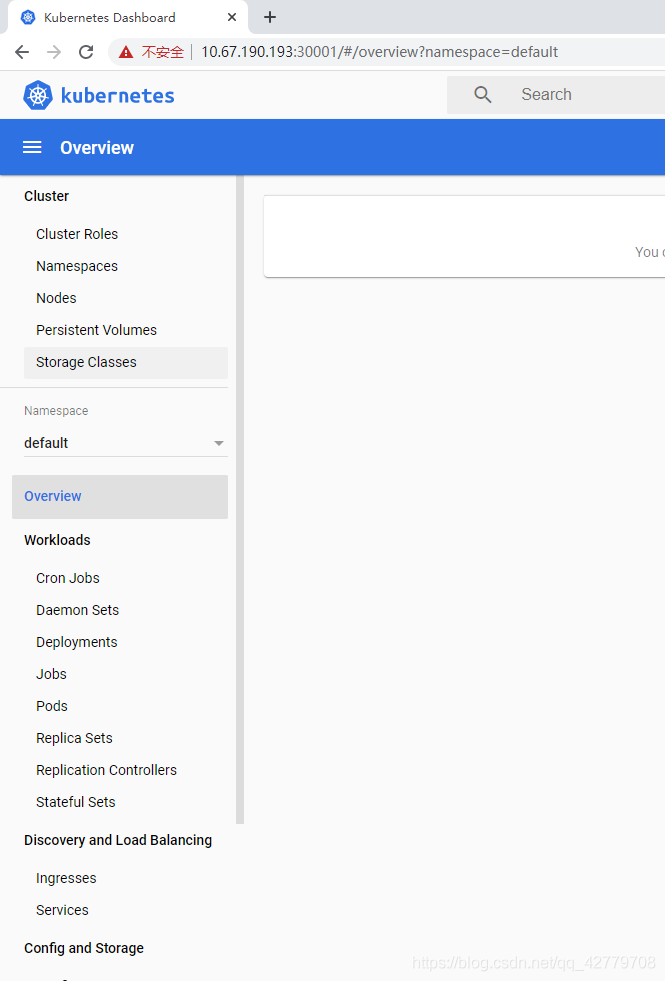 Kubernetes Dashboard
不安全 10.67.190.193:30001/#/overview?namespace=default
kubernetes
Search
Overview
Cluster
Cluster Roles
Namespaces
You
Nodes
Persistent Volumes
Storage Classes
Namespace
default
Overview
Workloads
Cron Jobs
Daemon Sets
Deployments
Jobs
Pods
Replica Sets
Replication Controllers
Stateful Sets
Discovery and Load Balancing
Ingresses
Services
Config and Storage
https://blog.csdn.net/qq_42779708